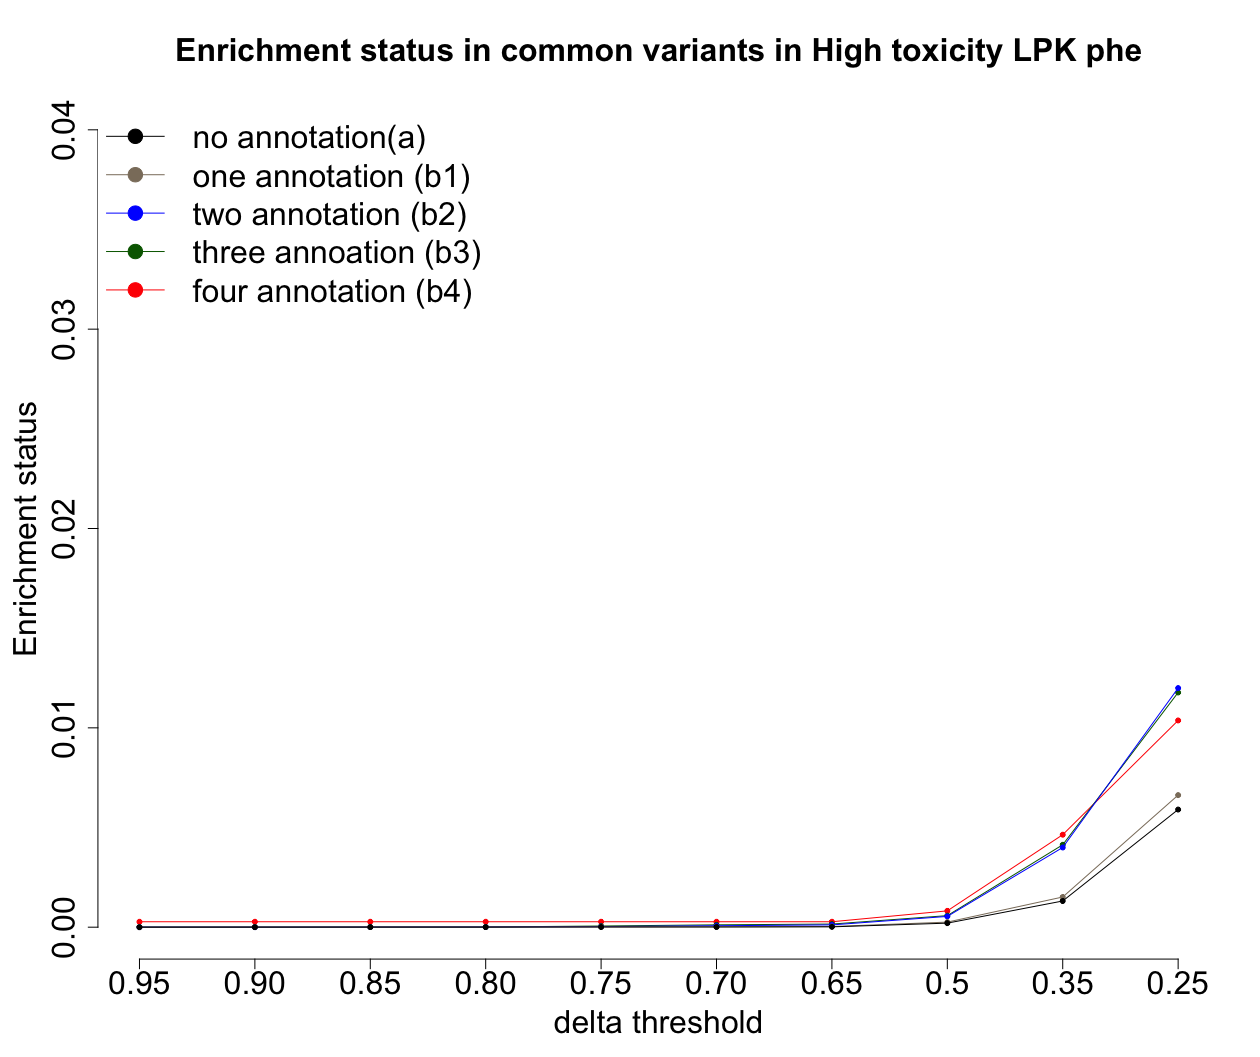 Enrichment status in common variants in High toxicity LPK phe
no annotation(a)
one annotation (b1)
two annotation (b2)
three annoation (b3)
four annotation (b4)
0.04
0.03
0.02
0.01
0.00
Enrichment status
0.95 0.90 0.85 0.80 0.75 0.70 0.65 0.5 0.35 0.25
delta threshold